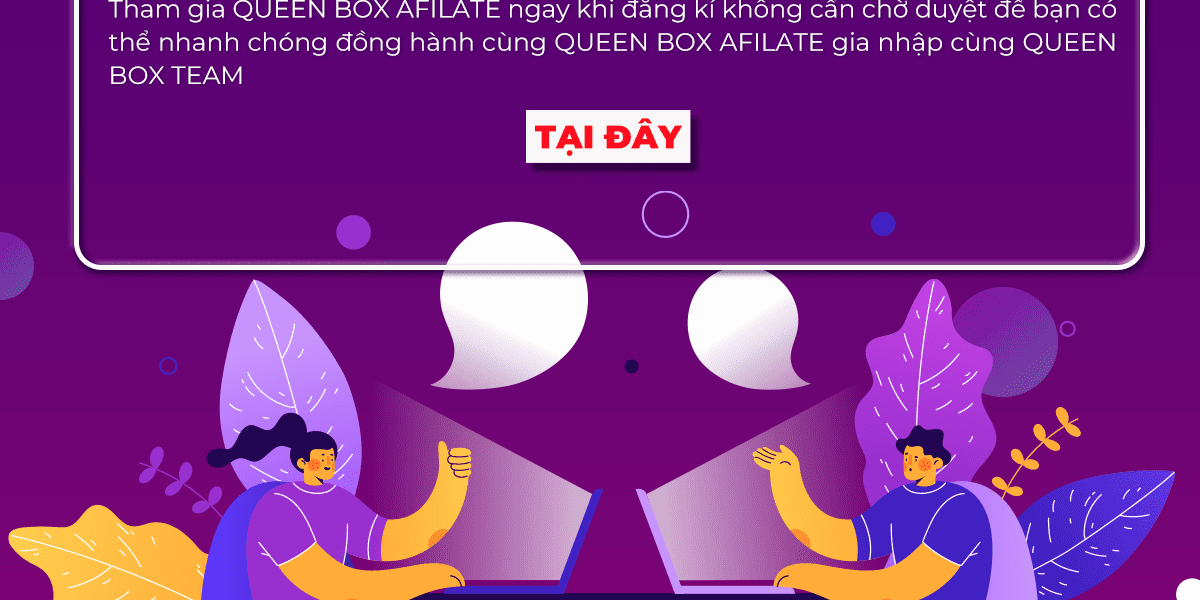 Tham gia QUEEN BOX AFILATE ngay khi đăng kí không cần chờ duyệt để bạn có
thể nhanh chóng đồng hành cùng QUEEN BOX AFILATE gia nhập cùng QUEEN
BOX TEAM
TẠI ĐÂY